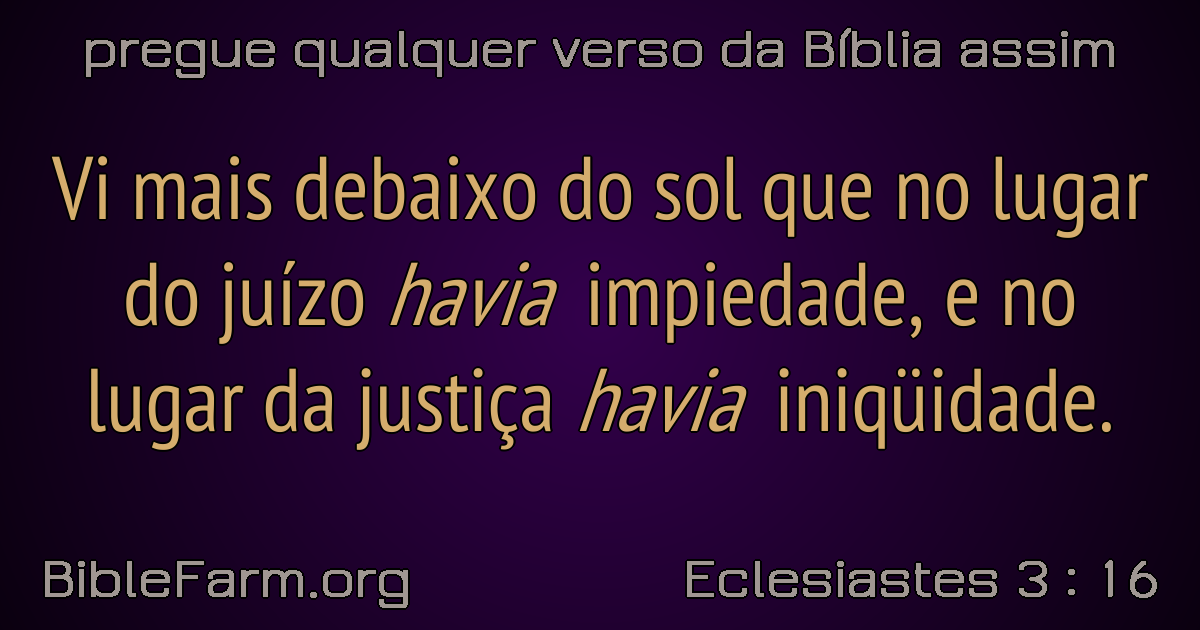 pregue qualquer verso da Bíblia assim
Vi mais debaixo do sol que no lugar
do juízo havia impiedade, e no
lugar da justiça havia iniqüidade.
BibleFarm.org
Eclesiastes 3 : 16